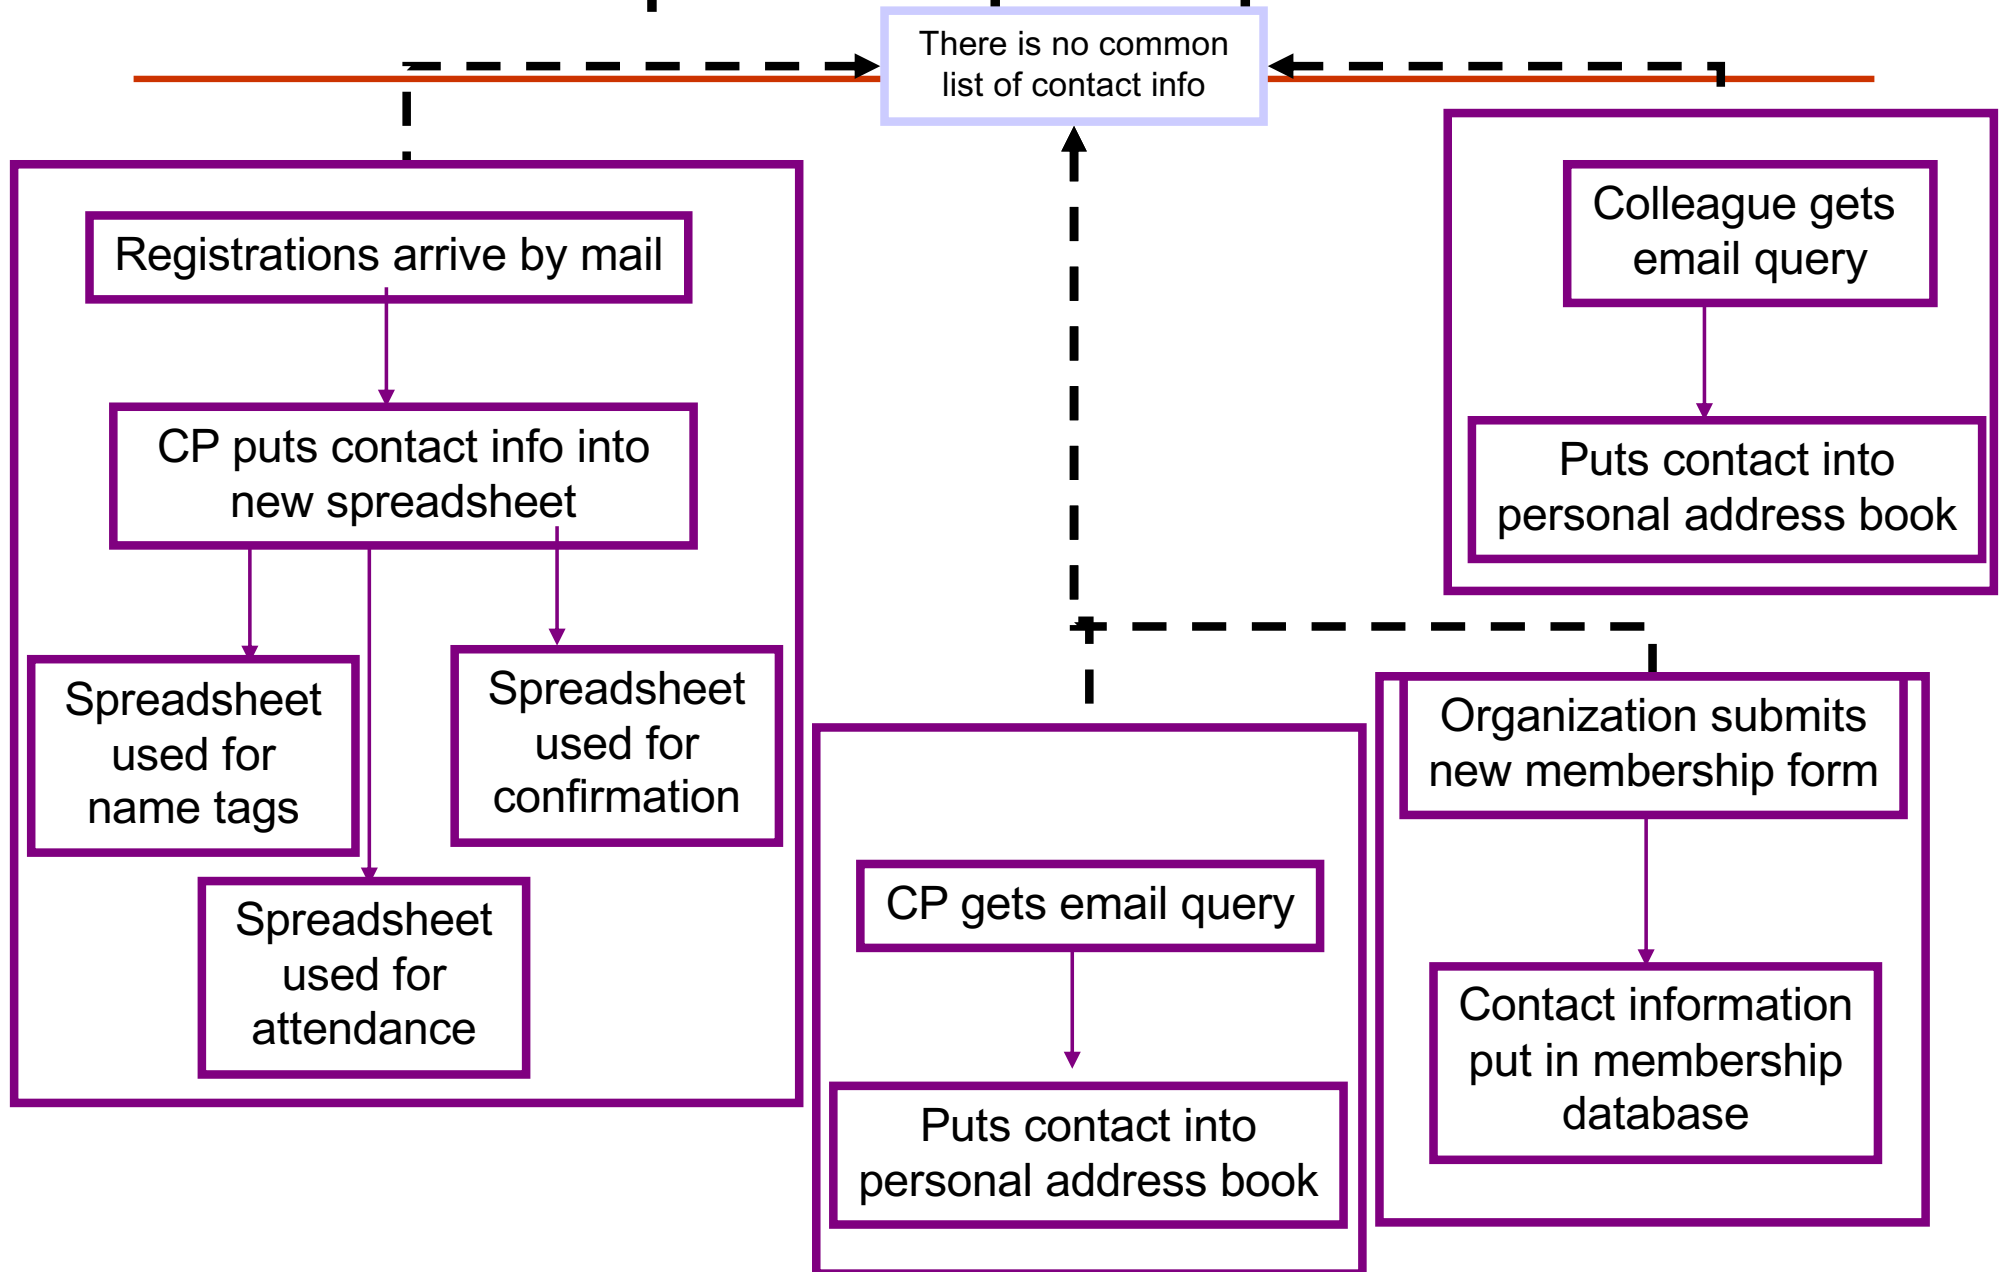 There is no common
list of contact info
Registrations arrive by mail
CP puts contact info into
new spreadsheet
Spreadsheet
used for
name tags
Spreadsheet
used for
confirmation
Spreadsheet
used for
attendance
CP gets email query
Puts contact into
personal address book
Colleague gets
email query
Puts contact into
personal address book
Organization submits
new membership form
Contact information
put in membership
database